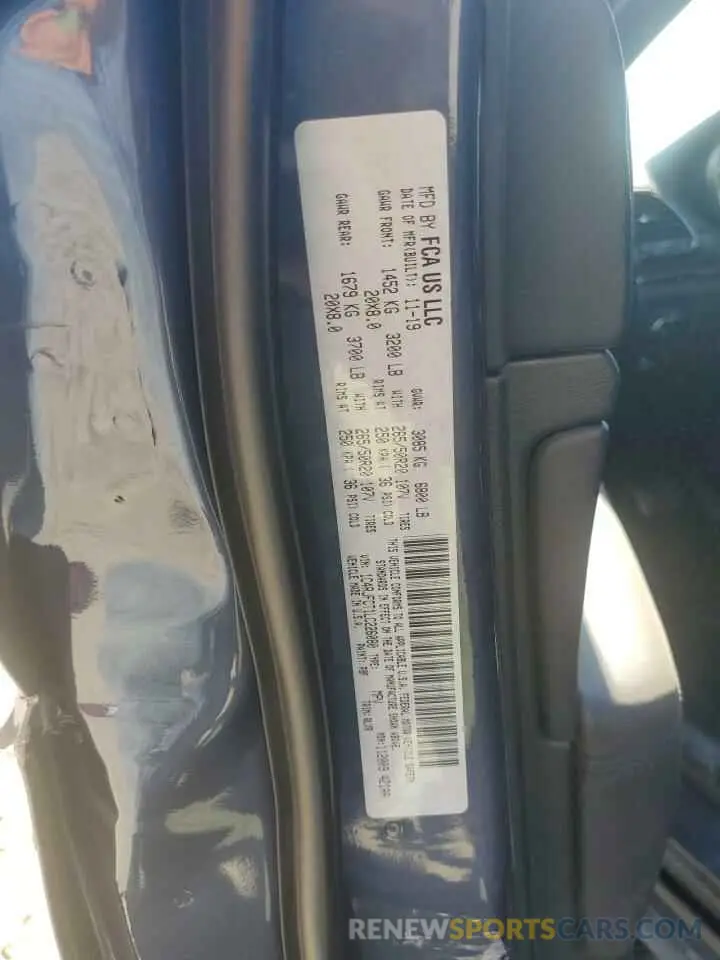 MFD BY FCA US LLC
DATE OF MFR(BUILT): 11-19 GVWR: 3085 KG 6800 LB
GAWR FRONT: 1452 KG 3200 LB WITH 265/50R20 107V TIRES
20X8.0 RIMS AT 250 KPA( 36 PSI) COLD
GAWR REAR: 1679 KG 3700 LB WITH 265/50R20 107V TIRES
20X8.0 RIMS AT 250 KPA( 36 PSI) COLD
THIS VEHICLE CONFORMS TO ALL APPLICABLE U.S.A. FEDERAL MOTOR VEHICLE SAFETY
STANDARDS IN EFFECT ON THE DATE OF MANUFACTURE SHOWN ABOVE.
VIN: 1C4RJFCT1LC226080 TYPE: MPV
VEHICLE MADE IN U.S.A. PAINT: PBF
RENEWSPORTSCARS.COM